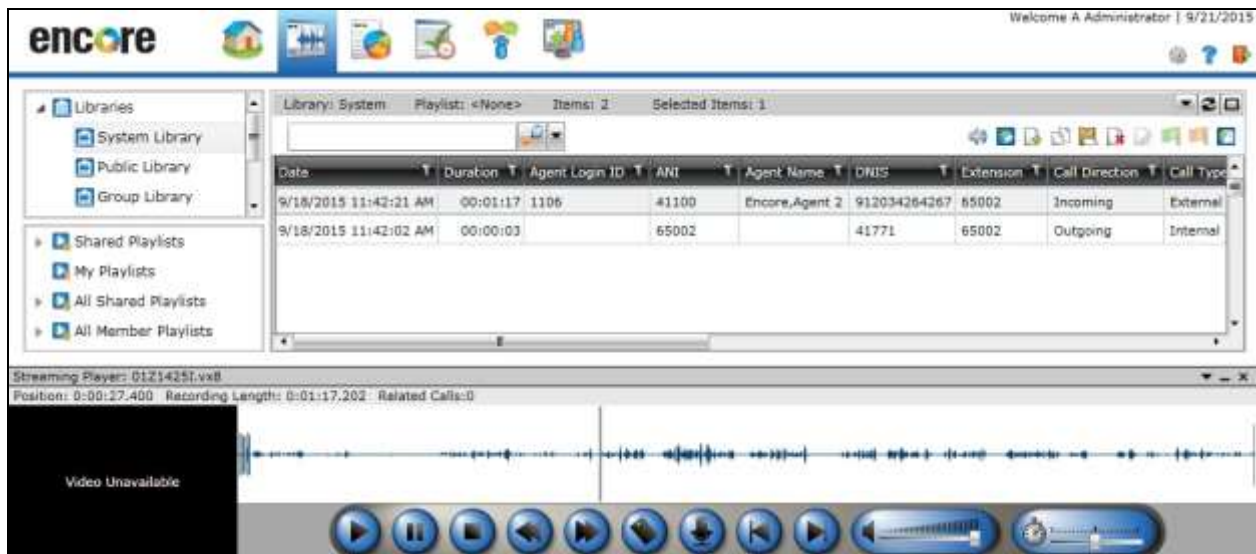 Welcome A Administrator | 9/21/2015
encore
Libraries
System Library
Public Library
Group Library
Shared Playlists
My Playlists
All Shared Playlists
All Member Playlists
Library: System Playlist: <None> Items: 2 Selected Items: 1
Date Duration Agent Login ID ANI Agent Name DNIS Extension Call Direction Call Type
9/18/2015 11:42:21 AM 00:01:17 1106 41100 Encore,Agent 2 912034264267 65002 Incoming External
9/18/2015 11:42:02 AM 00:00:03 65002 41771 65002 Outgoing Internal
Streaming Player: 01Z1425I.vx8
Position: 0:00:27.400 Recording Length: 0:01:17.202 Related Calls:0
Video Unavailable